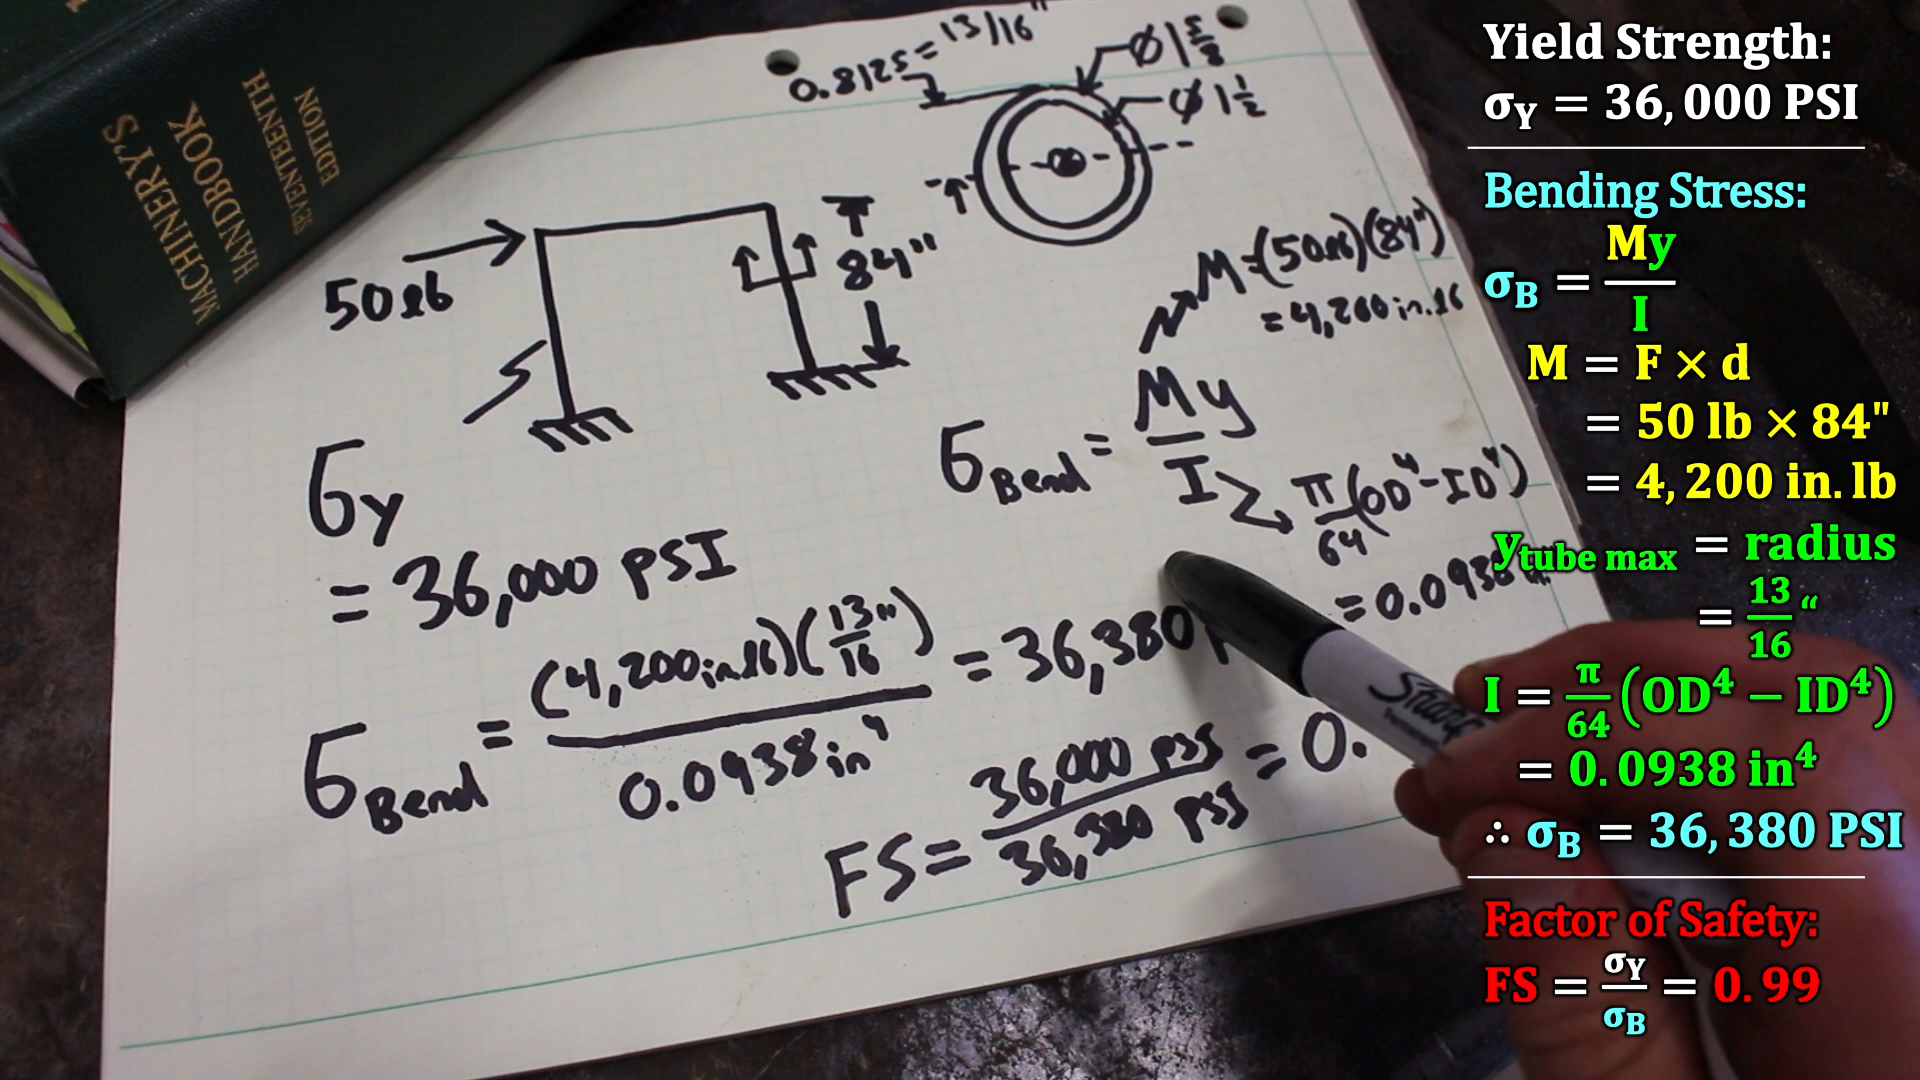 MACHINERY'S
HANDBOOK
SEVENTEENTH
EDITION
0.8125 = 13/16"
Ø 1 5/8
Ø 1 1/2
50 lb
84"
M = (50 lb)(84")
= 4,200 in.lb
σBend = My/I
π/64 (OD⁴ - ID⁴)
= 0.0938 in
σY
= 36,000 PSI
σBend = (4,200 in.lb)(13/16")/0.0938 in⁴ = 36,380
FS = 36,000 PSI/36,380 PSI = 0.
Yield Strength:
σY = 36,000 PSI
Bending Stress:
σB = My/I
M = F × d
= 50 lb × 84"
= 4,200 in.lb
ytube max = radius
= 13/16 “
I = π/64 (OD⁴ − ID⁴)
= 0.0938 in⁴
∴ σB = 36,380 PSI
Factor of Safety:
FS = σY/σB = 0.99